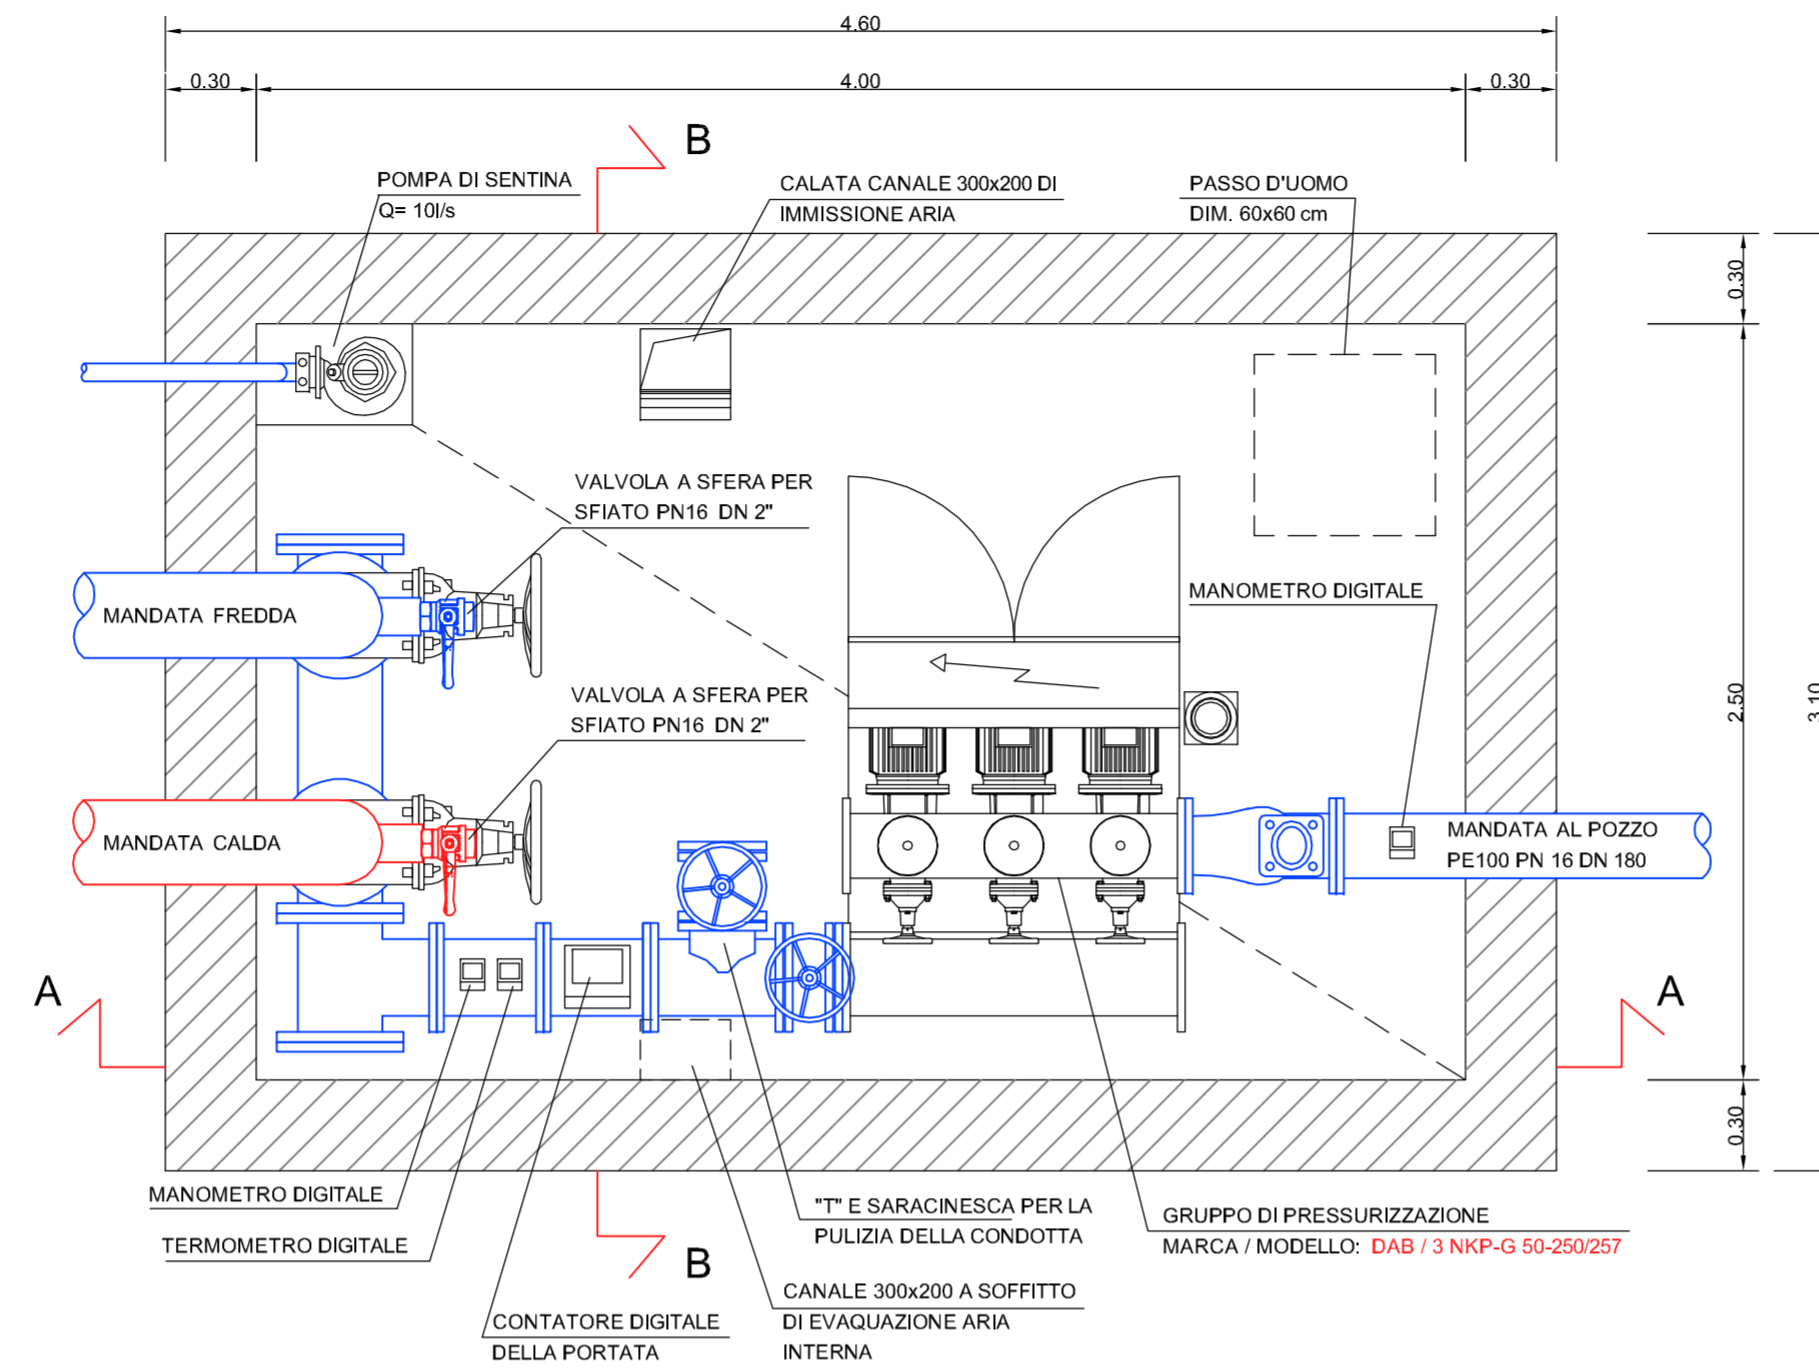 4.60
0.30
4.00
0.30
B
POMPA DI SENTINA
Q= 10l/s
CALATA CANALE 300x200 DI
IMMISSIONE ARIA
PASSO D'UOMO
DIM. 60x60 cm
0.30
VALVOLA A SFERA PER
SFIATO PN16 DN 2"
MANOMETRO DIGITALE
MANDATA FREDDA
VALVOLA A SFERA PER
SFIATO PN16 DN 2"
2.50
3.10
MANDATA CALDA
MANDATA AL POZZO
PE100 PN 16 DN 180
A
A
0.30
MANOMETRO DIGITALE
TERMOMETRO DIGITALE
"T" E SARACINESCA PER LA
PULIZIA DELLA CONDOTTA
GRUPPO DI PRESSURIZZAZIONE
MARCA / MODELLO: DAB / 3 NKP-G 50-250/257
B
CANALE 300x200 A SOFFITTO
DI EVAQUAZIONE ARIA
INTERNA
CONTATORE DIGITALE
DELLA PORTATA